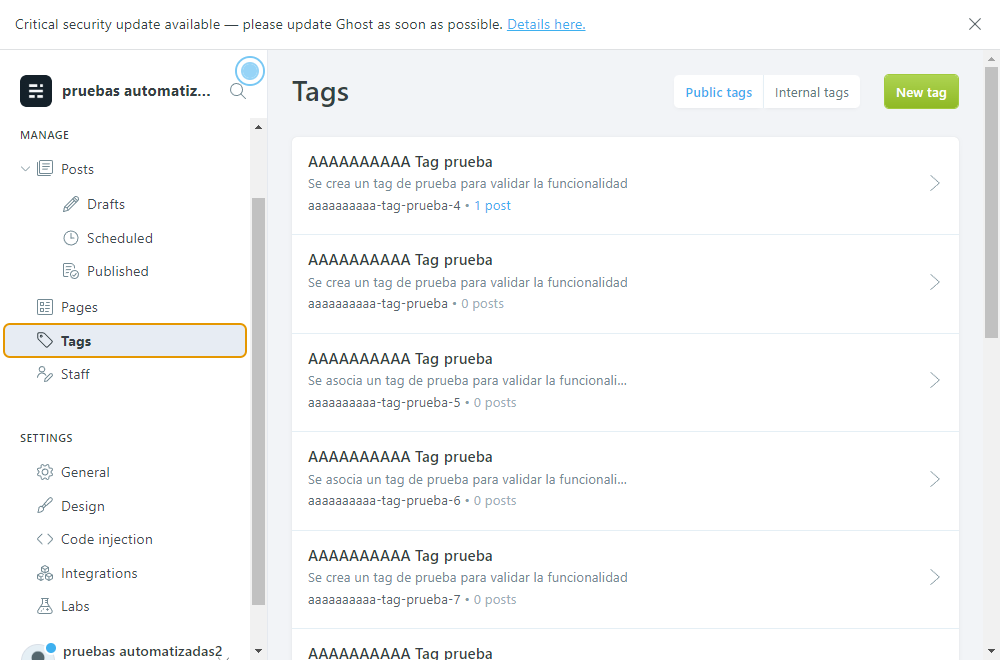 Critical security update available — please update Ghost as soon as possible. Details here.
pruebas automatiz...
MANAGE
Posts
Drafts
Scheduled
Published
Pages
Tags
Staff
SETTINGS
General
Design
Code injection
Integrations
Labs
pruebas automatizadas2
Tags
Public tags
Internal tags
New tag
AAAAAAAAAA Tag prueba
Se crea un tag de prueba para validar la funcionalidad
aaaaaaaaaa-tag-prueba-4 • 1 post
AAAAAAAAAA Tag prueba
Se crea un tag de prueba para validar la funcionalidad
aaaaaaaaaa-tag-prueba • 0 posts
AAAAAAAAAA Tag prueba
Se asocia un tag de prueba para validar la funcionali...
aaaaaaaaaa-tag-prueba-5 • 0 posts
AAAAAAAAAA Tag prueba
Se asocia un tag de prueba para validar la funcionali...
aaaaaaaaaa-tag-prueba-6 • 0 posts
AAAAAAAAAA Tag prueba
Se crea un tag de prueba para validar la funcionalidad
aaaaaaaaaa-tag-prueba-7 • 0 posts
AAAAAAAAAA Tag prueba